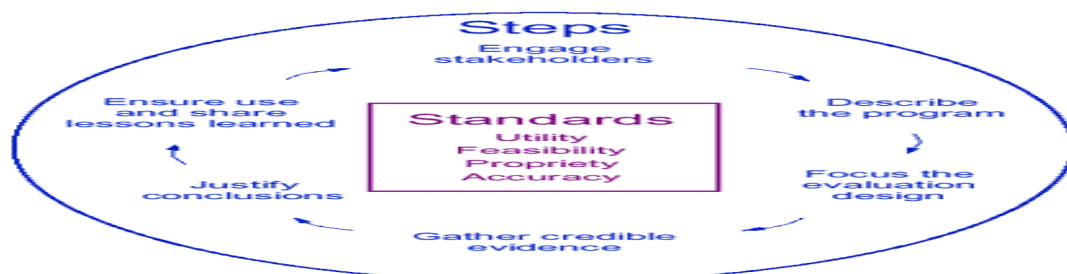 Steps
Engage
stakeholders
Describe
the program
Focus the
evaluation
design
Gather credible
evidence
Justify
conclusions
Ensure use
and share
lessons learned
Standards
Utility
Feasibility
Propriety
Accuracy